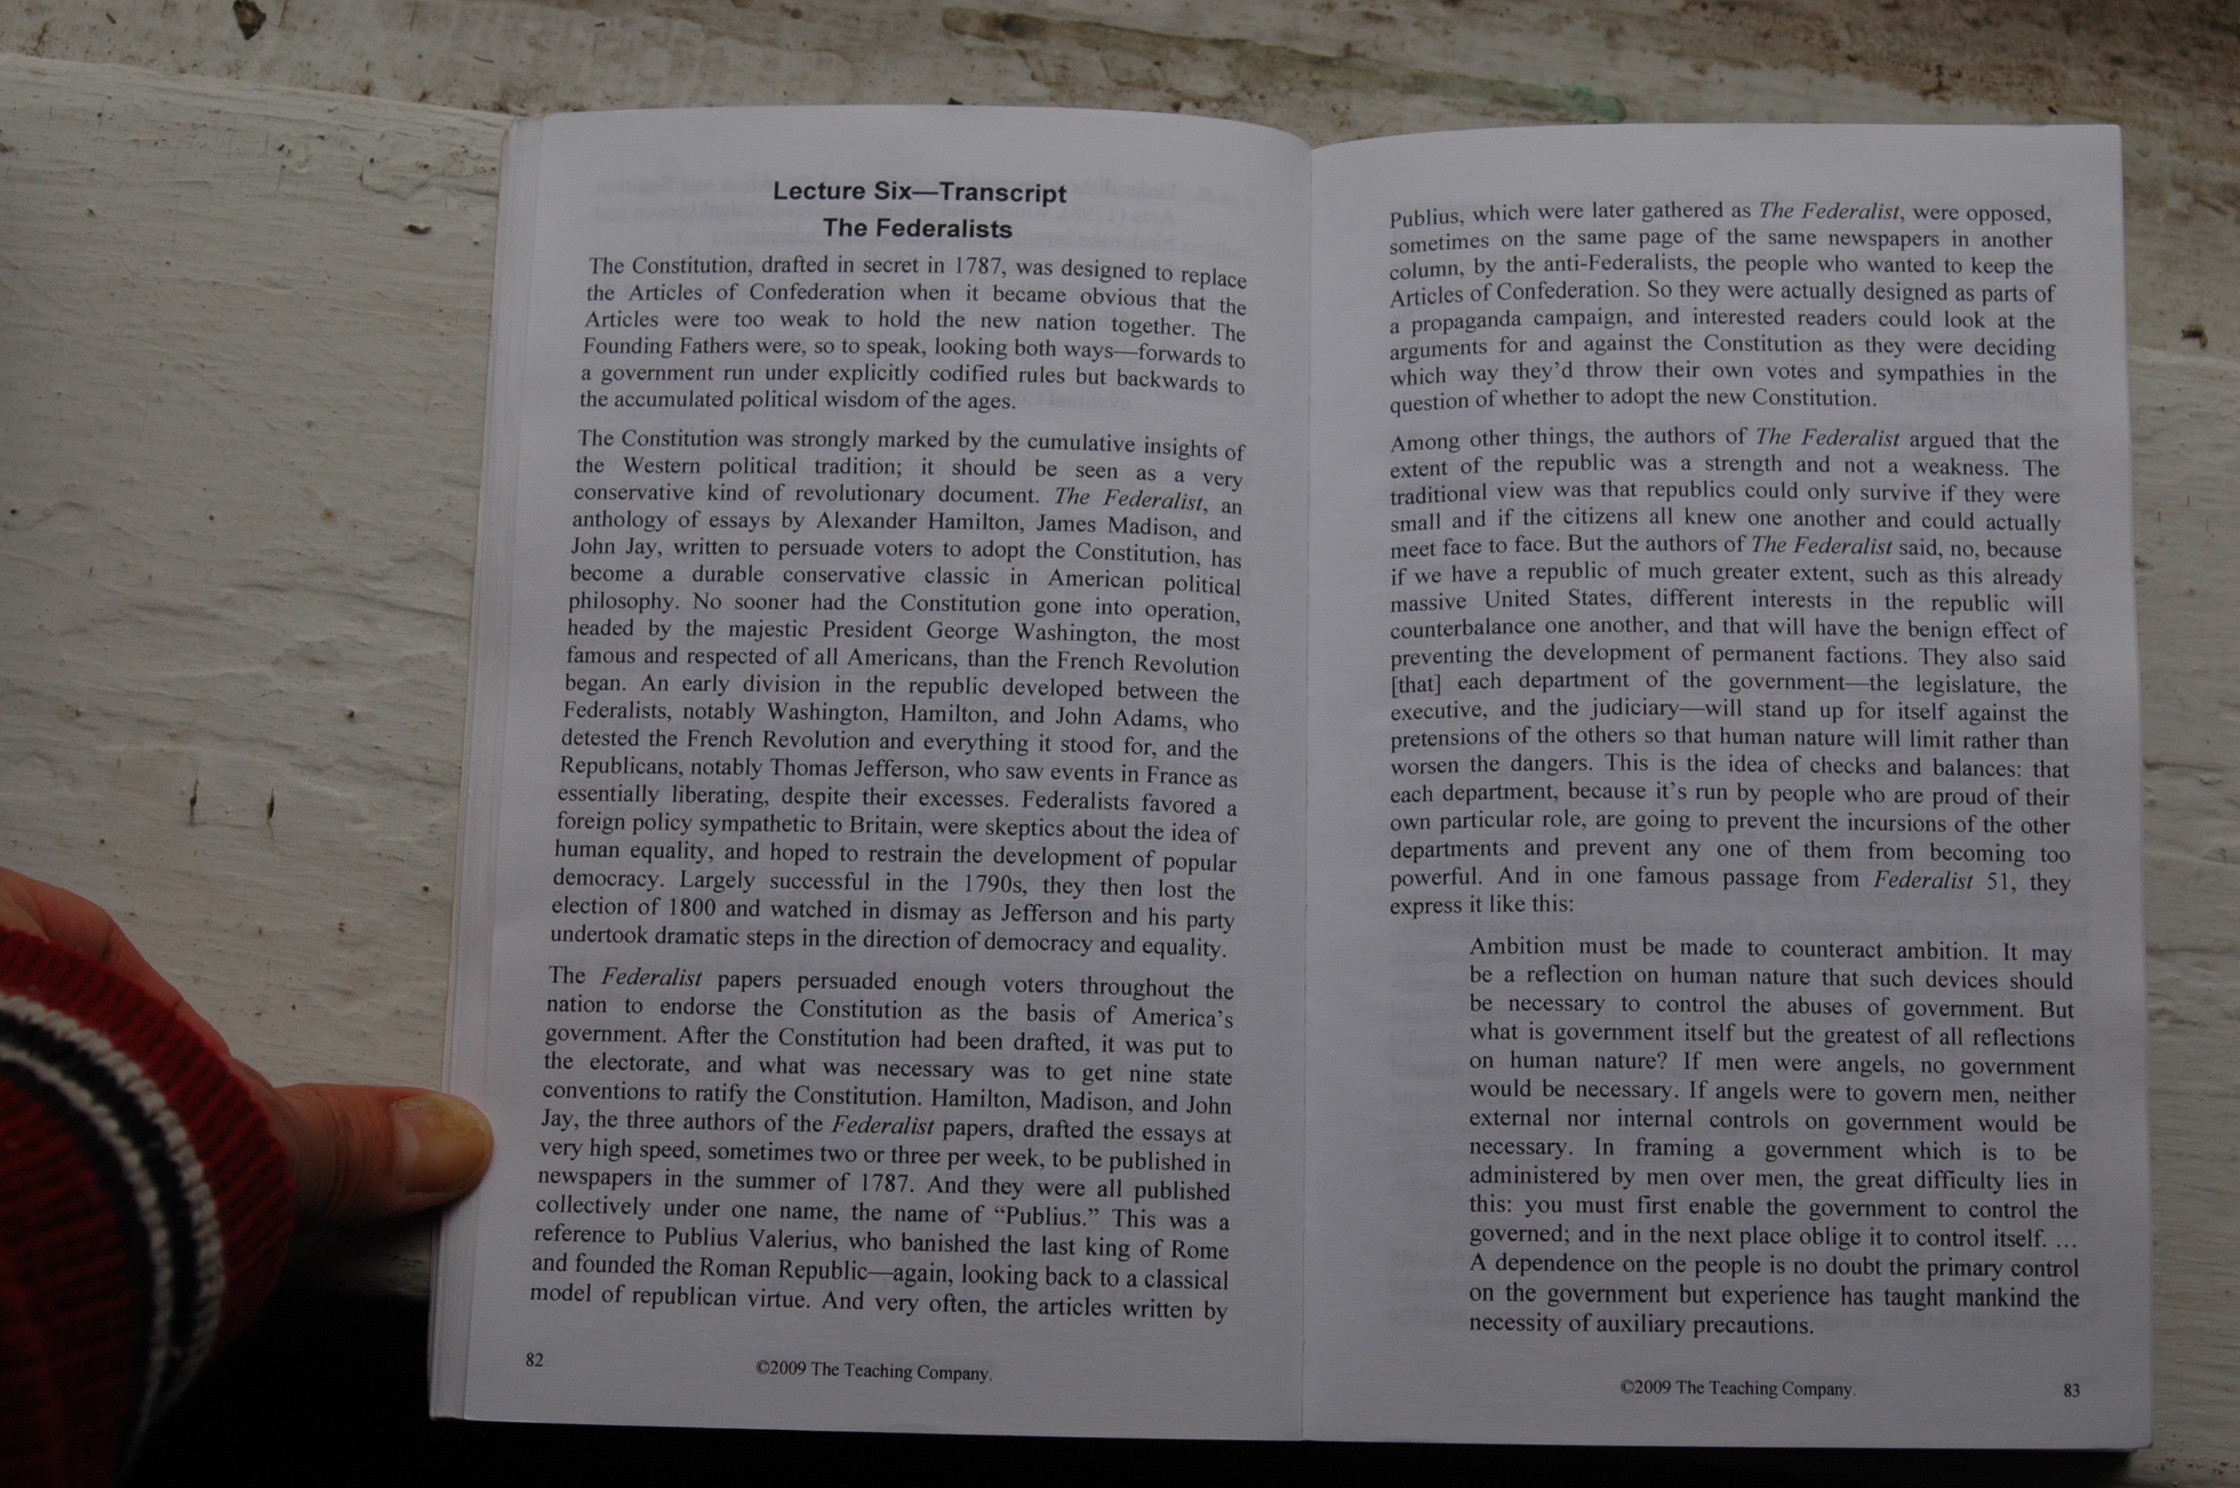 Lecture Six—Transcript
The Federalists
The Constitution, drafted in secret in 1787, was designed to replace
the Articles of Confederation when it became obvious that the
Articles were too weak to hold the new nation together. The
Founding Fathers were, so to speak, looking both ways—forwards to
a government run under explicitly codified rules but backwards to
the accumulated political wisdom of the ages.
The Constitution was strongly marked by the cumulative insights of
the Western political tradition; it should be seen as a very
conservative kind of revolutionary document. The Federalist, an
anthology of essays by Alexander Hamilton, James Madison, and
John Jay, written to persuade voters to adopt the Constitution, has
become a durable conservative classic in American political
philosophy. No sooner had the Constitution gone into operation,
headed by the majestic President George Washington, the most
famous and respected of all Americans, than the French Revolution
began. An early division in the republic developed between the
Federalists, notably Washington, Hamilton, and John Adams, who
detested the French Revolution and everything it stood for, and the
Republicans, notably Thomas Jefferson, who saw events in France as
essentially liberating, despite their excesses. Federalists favored a
foreign policy sympathetic to Britain, were skeptics about the idea of
human equality, and hoped to restrain the development of popular
democracy. Largely successful in the 1790s, they then lost the
election of 1800 and watched in dismay as Jefferson and his party
undertook dramatic steps in the direction of democracy and equality.
The Federalist papers persuaded enough voters throughout the
nation to endorse the Constitution as the basis of America's
government. After the Constitution had been drafted, it was put to
the electorate, and what was necessary was to get nine state
conventions to ratify the Constitution. Hamilton, Madison, and John
Jay, the three authors of the Federalist papers, drafted the essays at
very high speed, sometimes two or three per week, to be published in
newspapers in the summer of 1787. And they were all published
collectively under one name, the name of “Publius.” This was a
reference to Publius Valerius, who banished the last king of Rome
and founded the Roman Republic—again, looking back to a classical
model of republican virtue. And very often, the articles written by
82
©2009 The Teaching Company.
Publius, which were later gathered as The Federalist, were opposed,
sometimes on the same page of the same newspapers in another
column, by the anti-Federalists, the people who wanted to keep the
Articles of Confederation. So they were actually designed as parts of
a propaganda campaign, and interested readers could look at the
arguments for and against the Constitution as they were deciding
which way they'd throw their own votes and sympathies in the
question of whether to adopt the new Constitution.
Among other things, the authors of The Federalist argued that the
extent of the republic was a strength and not a weakness. The
traditional view was that republics could only survive if they were
small and if the citizens all knew one another and could actually
meet face to face. But the authors of The Federalist said, no, because
if we have a republic of much greater extent, such as this already
massive United States, different interests in the republic will
counterbalance one another, and that will have the benign effect of
preventing the development of permanent factions. They also said
[that] each department of the government—the legislature, the
executive, and the judiciary—will stand up for itself against the
pretensions of the others so that human nature will limit rather than
worsen the dangers. This is the idea of checks and balances: that
each department, because it's run by people who are proud of their
own particular role, are going to prevent the incursions of the other
departments and prevent any one of them from becoming too
powerful. And in one famous passage from Federalist 51, they
express it like this:
Ambition must be made to counteract ambition. It may
be a reflection on human nature that such devices should
be necessary to control the abuses of government. But
what is government itself but the greatest of all reflections
on human nature? If men were angels, no government
would be necessary. If angels were to govern men, neither
external nor internal controls on government would be
necessary. In framing a government which is to be
administered by men over men, the great difficulty lies in
this: you must first enable the government to control the
governed; and in the next place oblige it to control itself. …
A dependence on the people is no doubt the primary control
on the government but experience has taught mankind the
necessity of auxiliary precautions.
©2009 The Teaching Company.
83